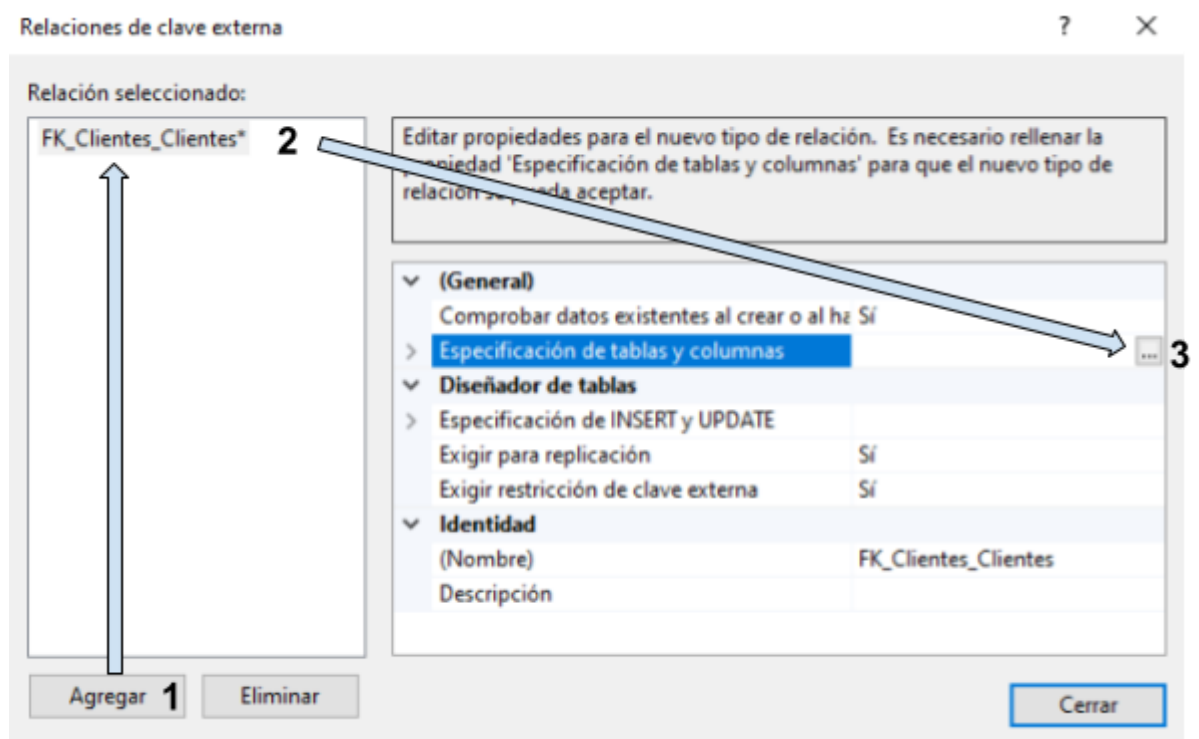 Relaciones de clave externa ? ×
Relación seleccionado:
FK_Clientes_Clientes* 2
Editar propiedades para el nuevo tipo de relación. Es necesario rellenar la
'Especificación de tablas y columnas' para que el nuevo tipo de
relación aceptar.
(General)
Comprobar datos existentes al crear o al ha Sí
Especificación de tablas y columnas ... 3
Diseñador de tablas
Especificación de INSERT y UPDATE
Exigir para replicación Sí
Exigir restricción de clave externa Sí
Identidad
(Nombre) FK_Clientes_Clientes
Descripción
Agregar 1 Eliminar
Cerrar